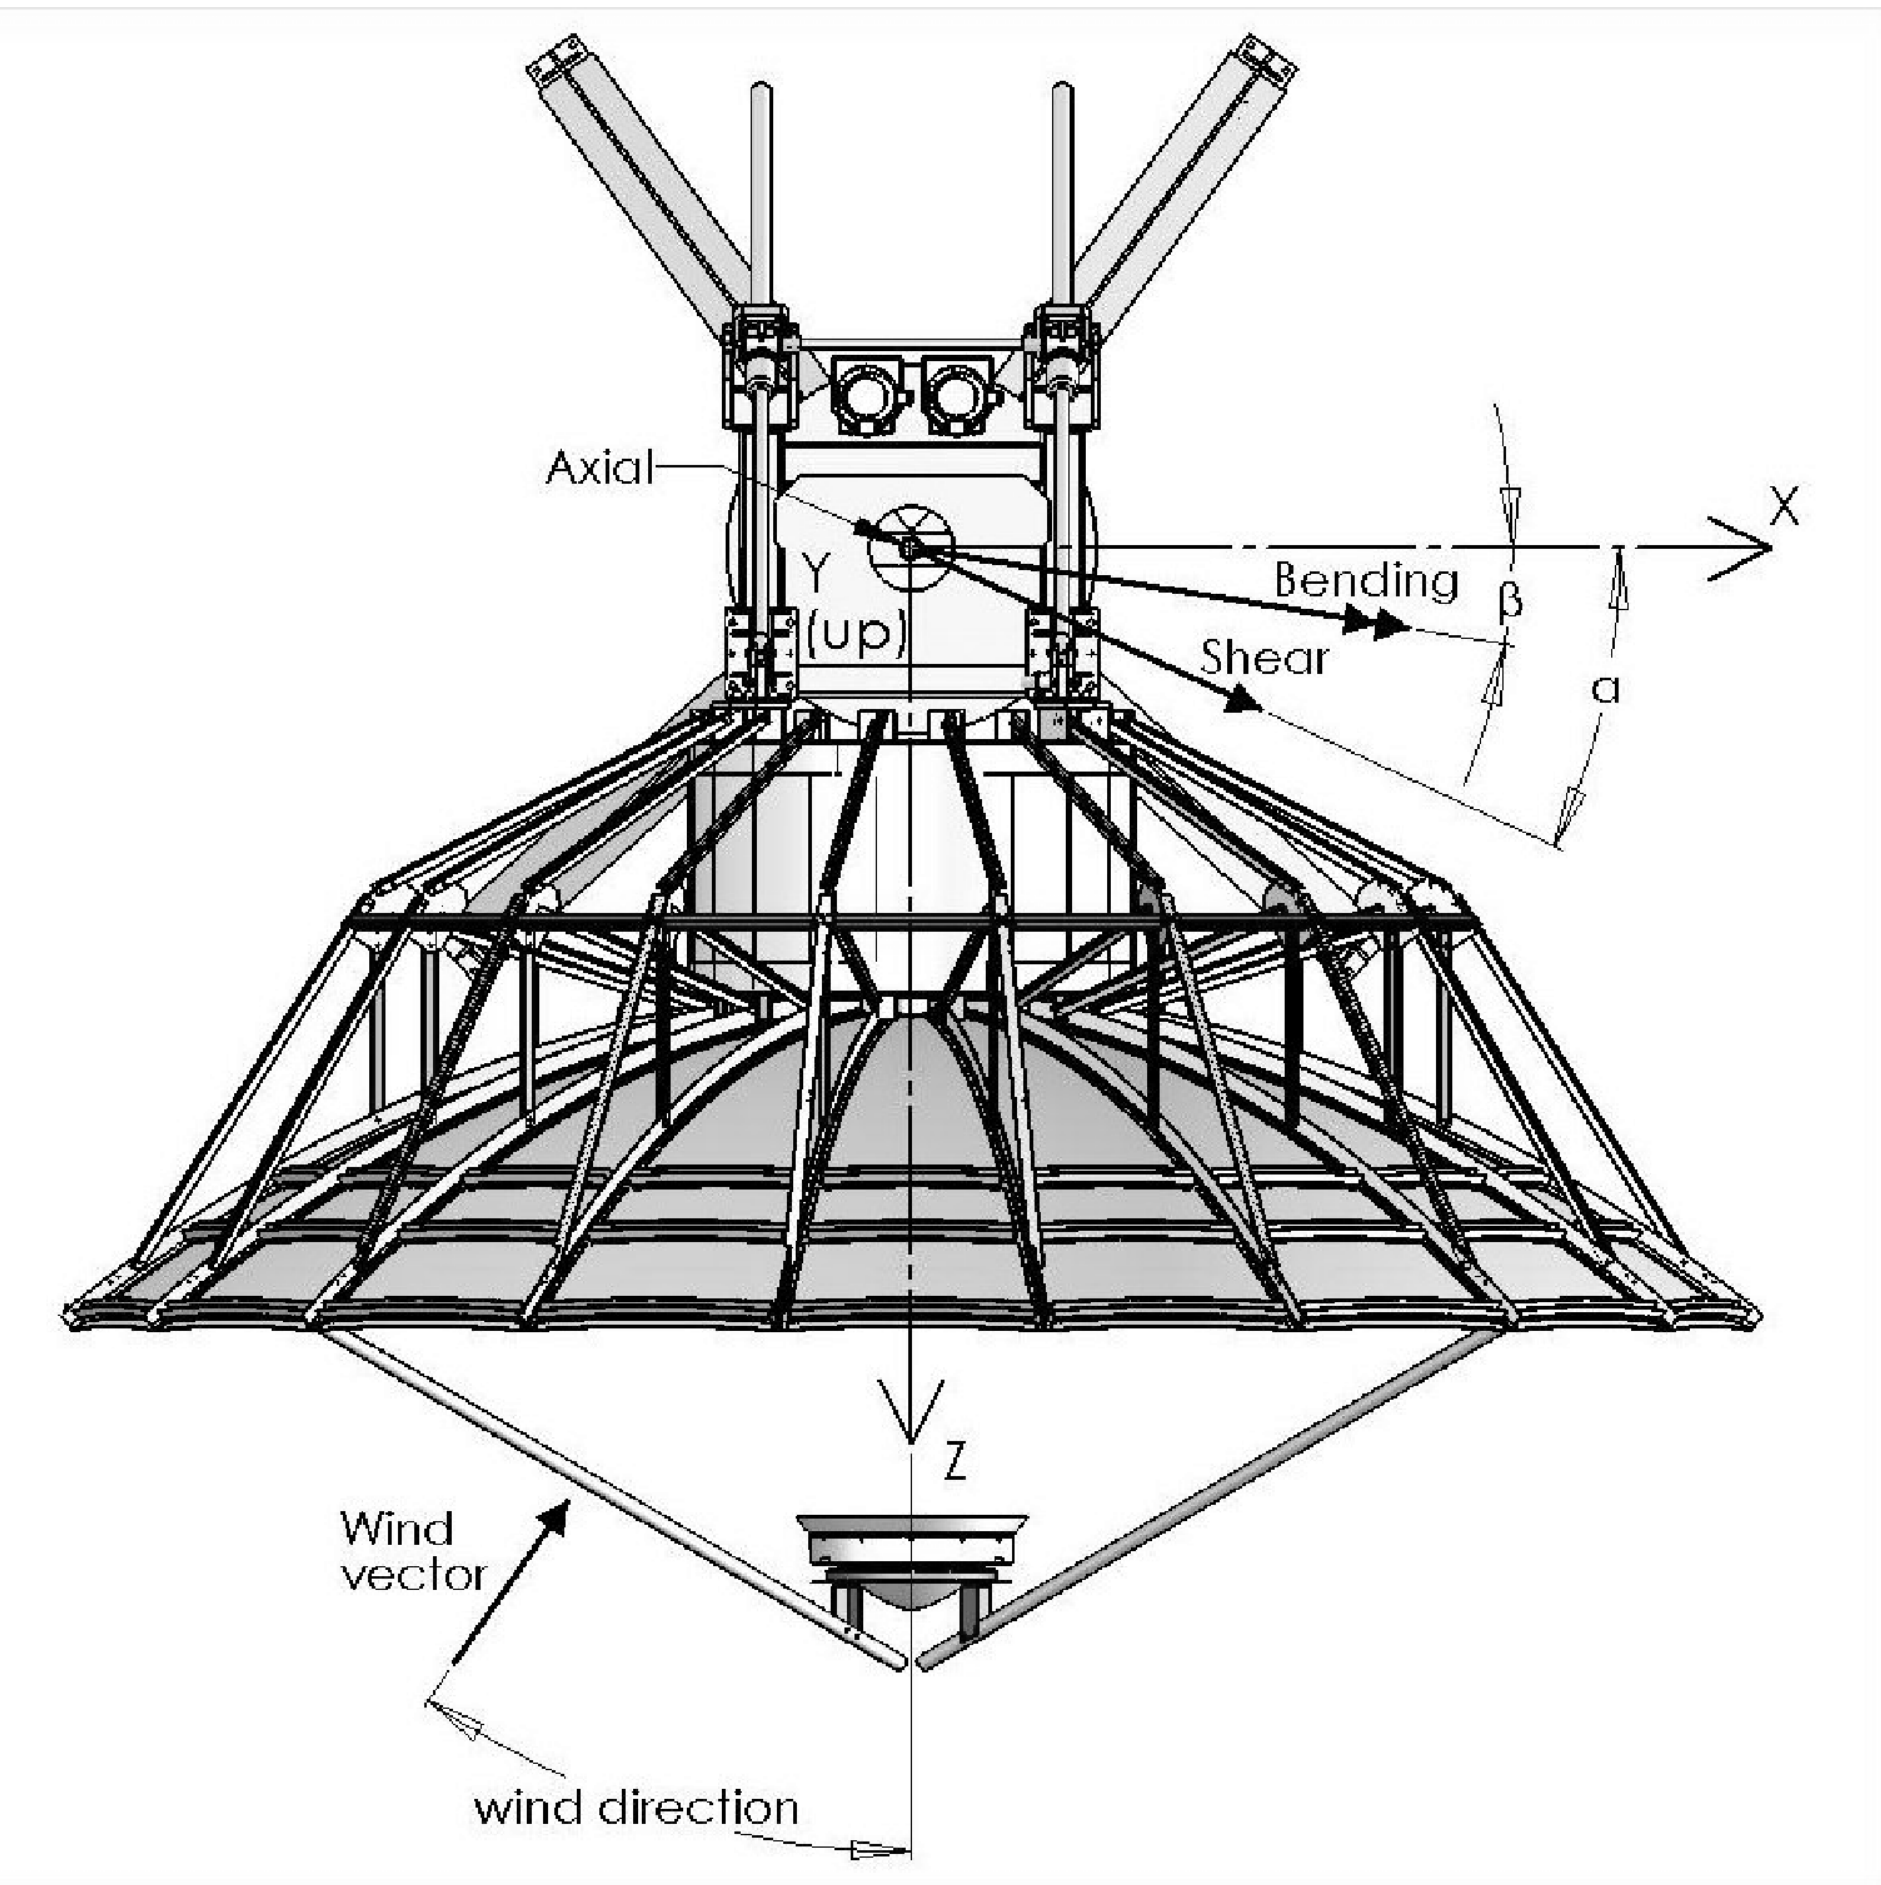 Axial
X
Y
(up)
Bending
β
Shear
α
Z
Wind
vector
wind direction